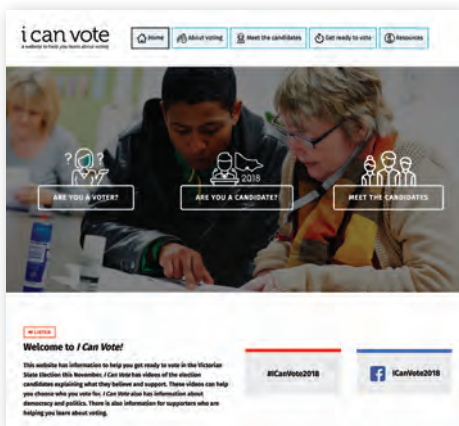 i can vote
a website to help you learn about voting
Home
About voting
Meet the candidates
Get ready to vote
Resources
??
2018
ARE YOU A VOTER?
ARE YOU A CANDIDATE?
MEET THE CANDIDATES
LISTEN
Welcome to I Can Vote!
This website has information to help you get ready to vote in the Victorian
State Election this November. I Can Vote has videos of the election
candidates explaining what they believe and support. These videos can help
you choose who you vote for. I Can Vote also has information about
democracy and politics. There is also information for supporters who are
helping you learn about voting.
#ICanVote2018
f ICanVote2018